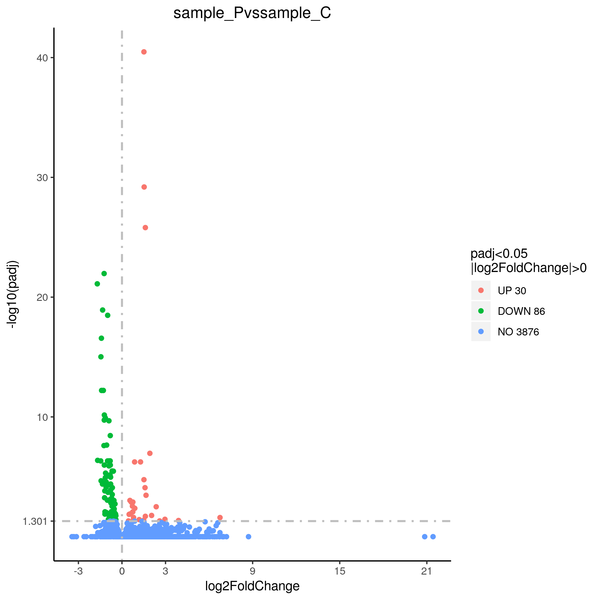 sample_Pvssample_C
40
30
20
10
1.301
-log10(padj)
-3
0
3
9
15
21
log2FoldChange
padj<0.05
|log2FoldChange|>0
UP 30
DOWN 86
NO 3876